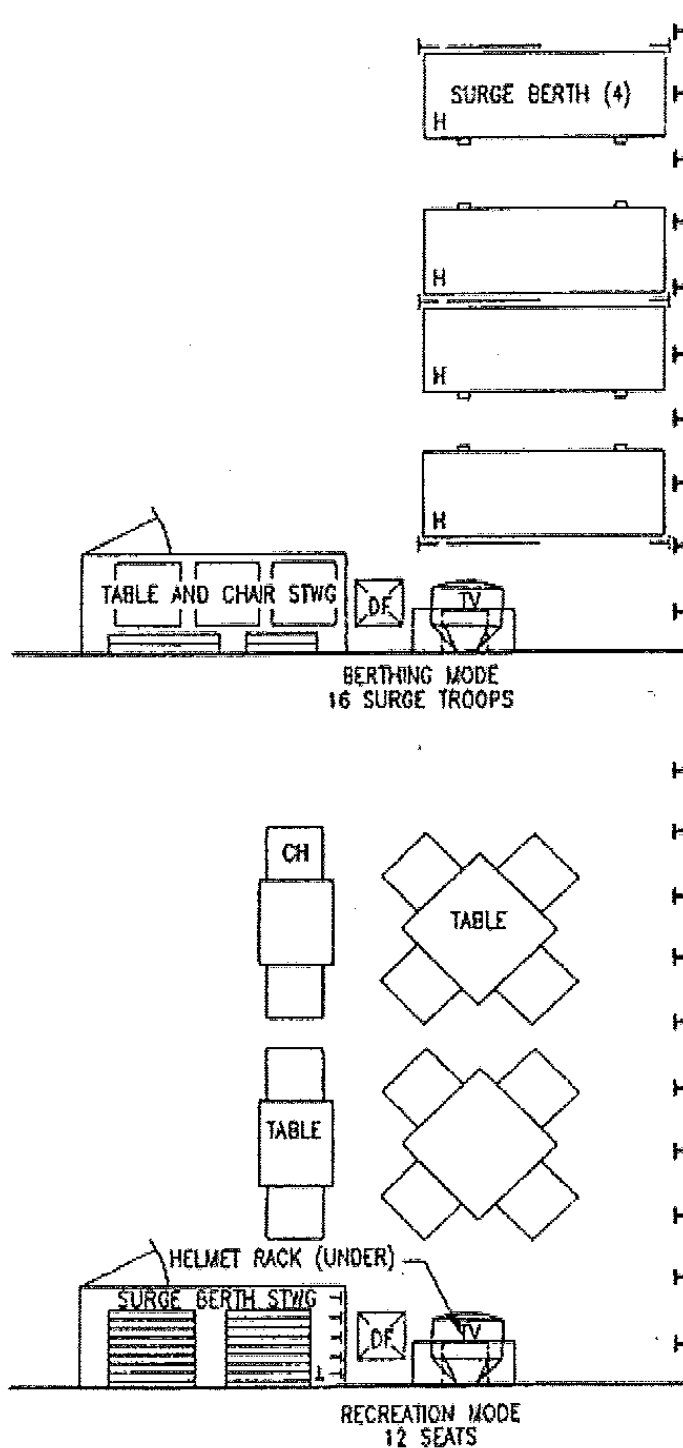 SURGE BERTH (4)
H
H
H
H
TABLE AND CHAIR STWG
DF
TV
BERTHING MODE
16 SURGE TROOPS
CH
TABLE
TABLE
HELMET RACK (UNDER)
SURGE BERTH STWG
DF
TV
RECREATION MODE
12 SEATS